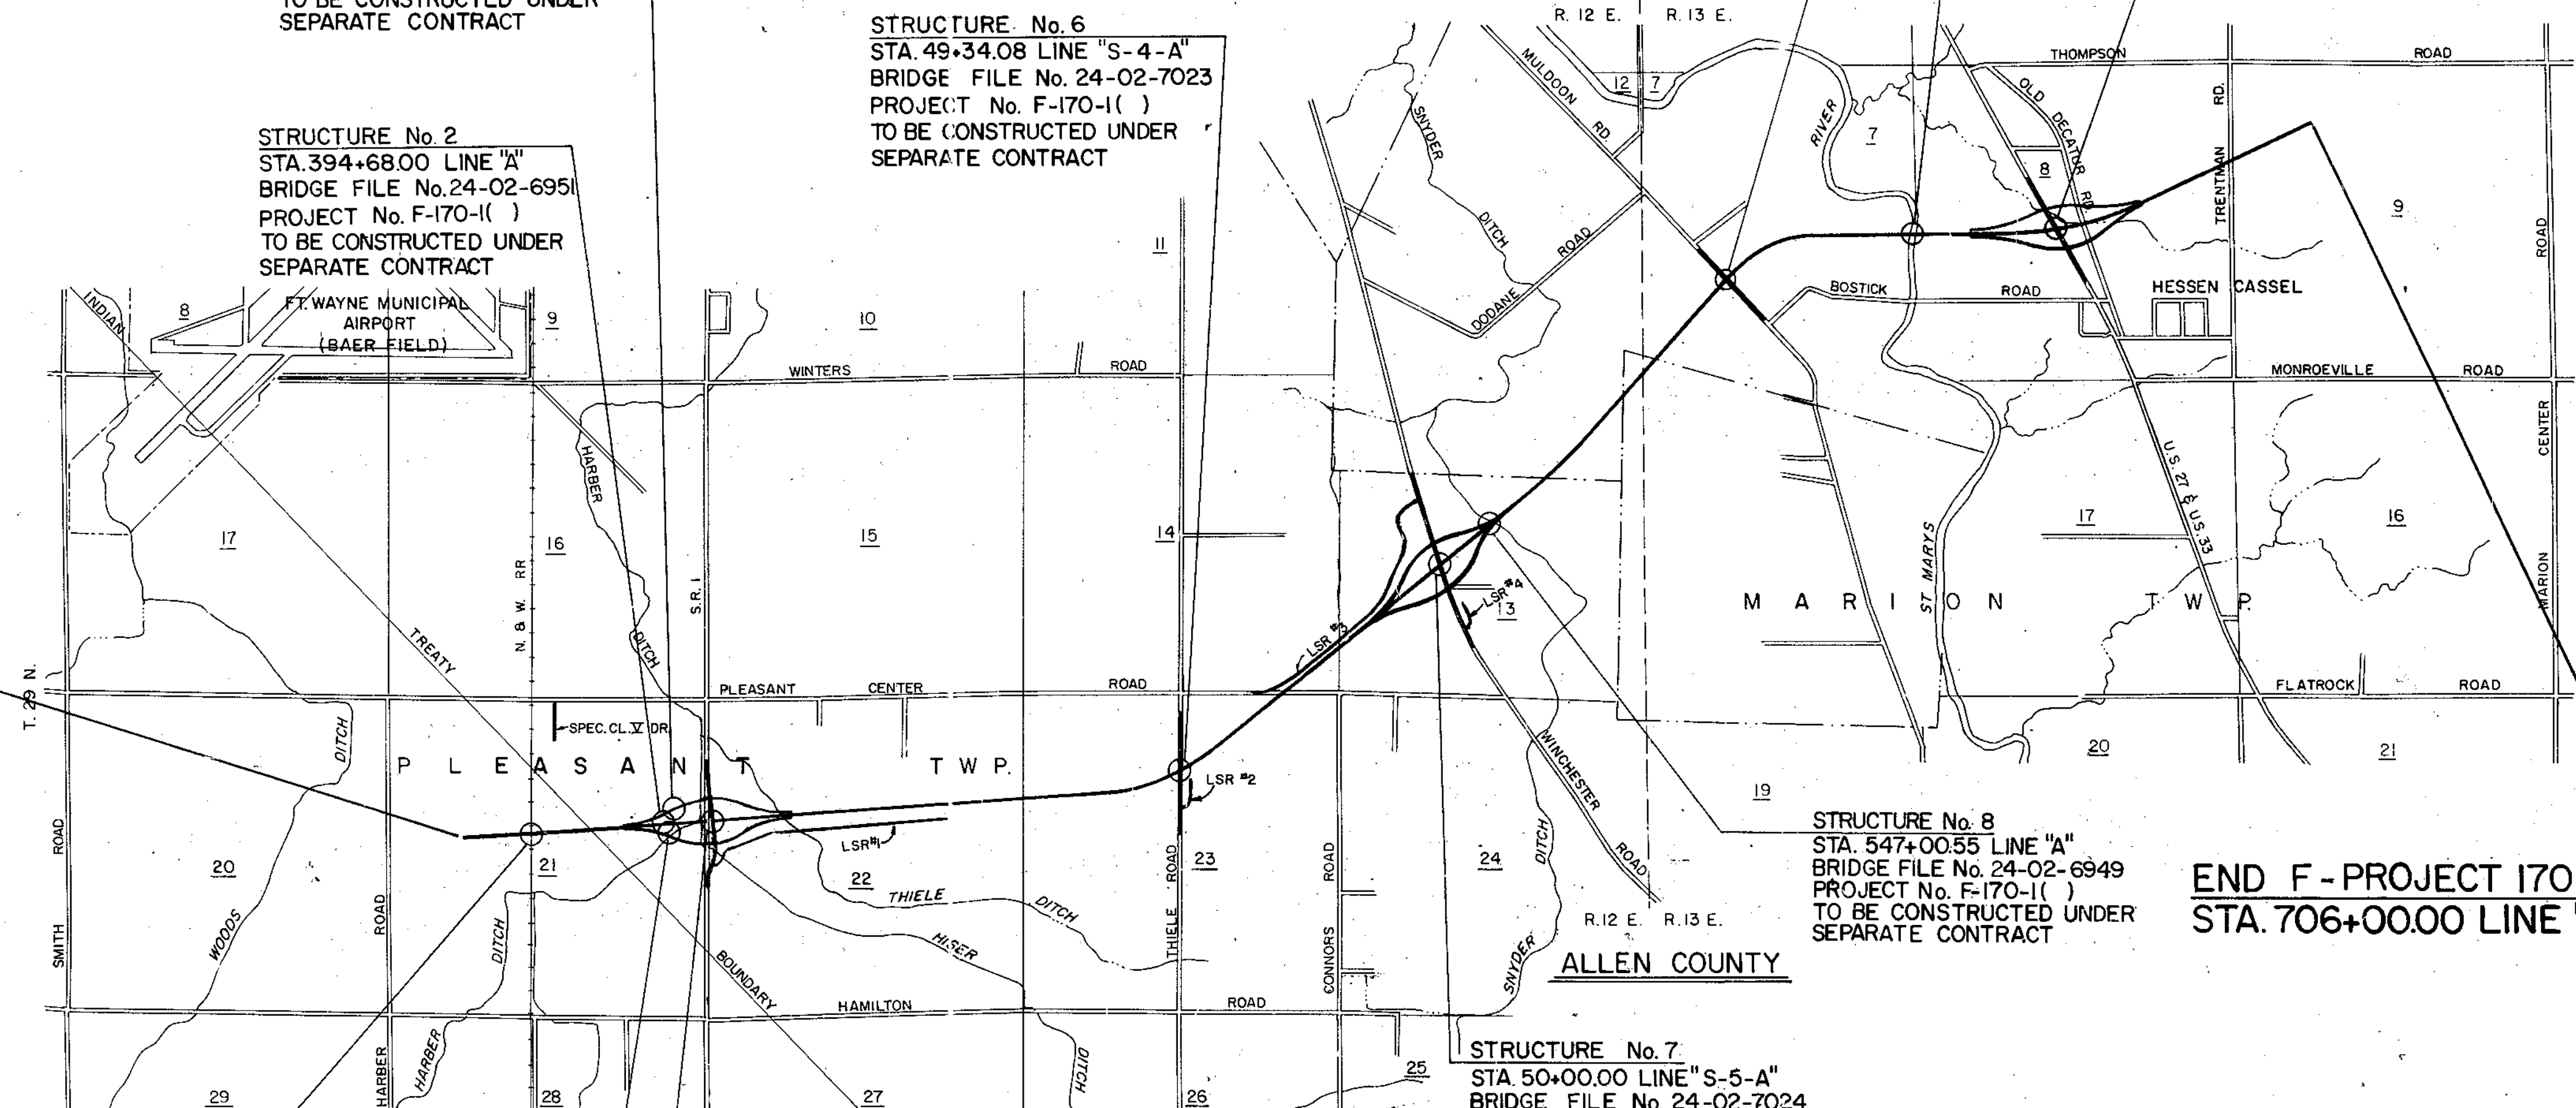 TO BE CONSTRUCTED UNDER
SEPARATE CONTRACT
STRUCTURE No. 6
STA. 49+34.08 LINE "S-4-A"
BRIDGE FILE No. 24-02-7023
PROJECT No. F-170-1( )
TO BE CONSTRUCTED UNDER
SEPARATE CONTRACT
STRUCTURE No. 2
STA. 394+68.00 LINE "A"
BRIDGE FILE No. 24-02-6951
PROJECT No. F-170-1( )
TO BE CONSTRUCTED UNDER
SEPARATE CONTRACT
R. 12 E. R. 13 E.
MULDOON RD.
12 7
RIVER
7
THOMPSON ROAD
OLD DECATUR RD
8
TRENTMAN RD.
9
SNYDER DITCH
DODANE ROAD
11
BOSTICK ROAD
HESSEN CASSEL
MONROEVILLE ROAD
MARION CENTER ROAD
INDIAN
8
FT. WAYNE MUNICIPAL
AIRPORT
(BAER FIELD)
9
10
WINTERS ROAD
HARBER DITCH
17
16
15
14
13
17
16
N. & W. RR
S.R. 1
TREATY
LSR #3
LSR #4
ST MARYS
U.S. 27 & U.S. 33
MARION TWP.
T. 29 N.
PLEASANT CENTER ROAD
FLATROCK ROAD
SPEC. CL. V DR.
DITCH
PLEASANT TWP.
LSR #2
LSR #1
WINCHESTER ROAD
19
20
21
20
21
22
23
24
SMITH ROAD
WOODS
ROAD
HARBER
DITCH
HARBER
THIELE DITCH
HISER
DITCH
BOUNDARY
THIELE ROAD
CONNORS ROAD
SNYDER DITCH
HAMILTON ROAD
R. 12 E. R. 13 E.
ALLEN COUNTY
STRUCTURE No. 8
STA. 547+00.55 LINE "A"
BRIDGE FILE No. 24-02-6949
PROJECT No. F-170-1( )
TO BE CONSTRUCTED UNDER
SEPARATE CONTRACT
END F-PROJECT 170
STA. 706+00.00 LINE
29
28
27
26
25
STRUCTURE No. 7
STA. 50+00.00 LINE "S-5-A"
BRIDGE FILE No. 24-02-7024